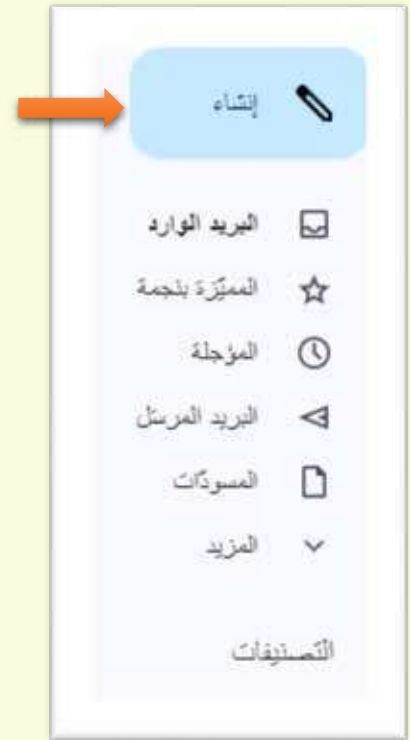 إنشاء
البريد الوارد
المميّزة بنجمة
المؤجلة
البريد المرسَل
المسودّات
المزيد
التصنيفات